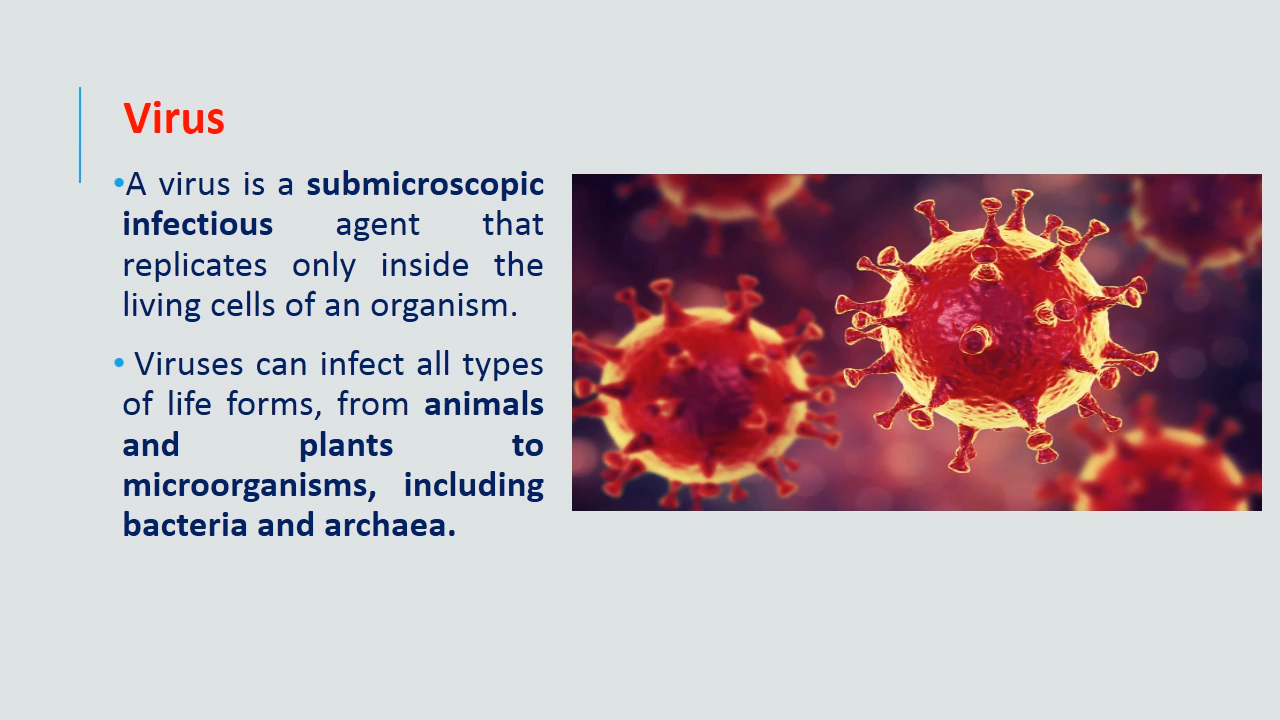 Virus
•A virus is a submicroscopic
infectious agent that
replicates only inside the
living cells of an organism.
• Viruses can infect all types
of life forms, from animals
and plants to
microorganisms, including
bacteria and archaea.